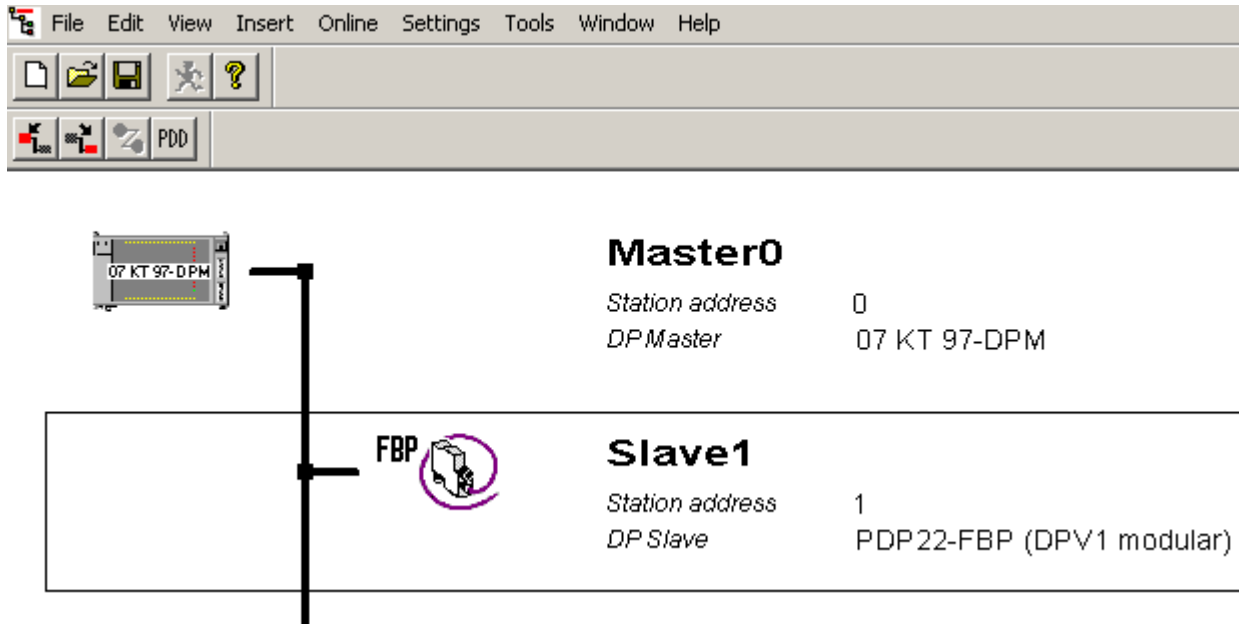 File Edit View Insert Online Settings Tools Window Help
PDD
07 KT 97-DPM
Master0
Station address 0
DP Master 07 KT 97-DPM
FBP
Slave1
Station address 1
DP Slave PDP22-FBP (DPV1 modular)